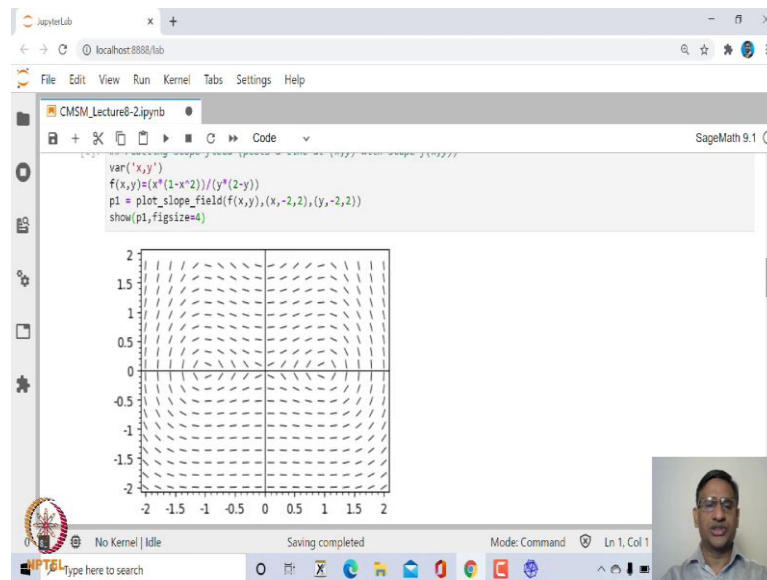 JupyterLab
localhost:8888/lab
File Edit View Run Kernel Tabs Settings Help
CMSM_Lecture8-2.ipynb
Code
SageMath 9.1
var('x,y')
f(x,y)=(x*(1-x^2))/(y*(2-y))
p1 = plot_slope_field(f(x,y),(x,-2,2),(y,-2,2))
show(p1,figsize=4)
2
1.5
1
0.5
0
-0.5
-1
-1.5
-2
-2 -1.5 -1 -0.5 0 0.5 1 1.5 2
No Kernel | Idle Saving completed Mode: Command Ln 1, Col 1
NPTEL
Type here to search